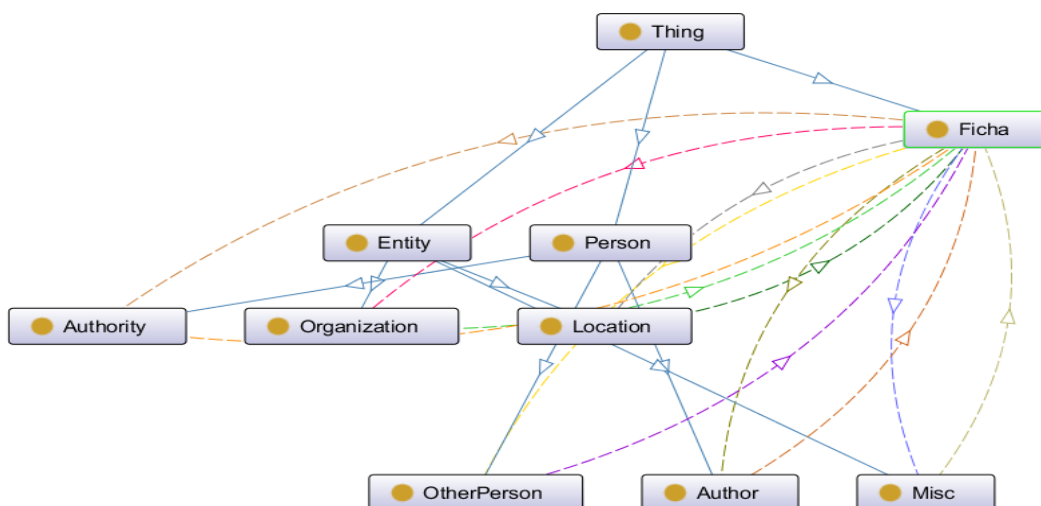 Thing
Ficha
Entity
Person
Authority
Organization
Location
OtherPerson
Author
Misc